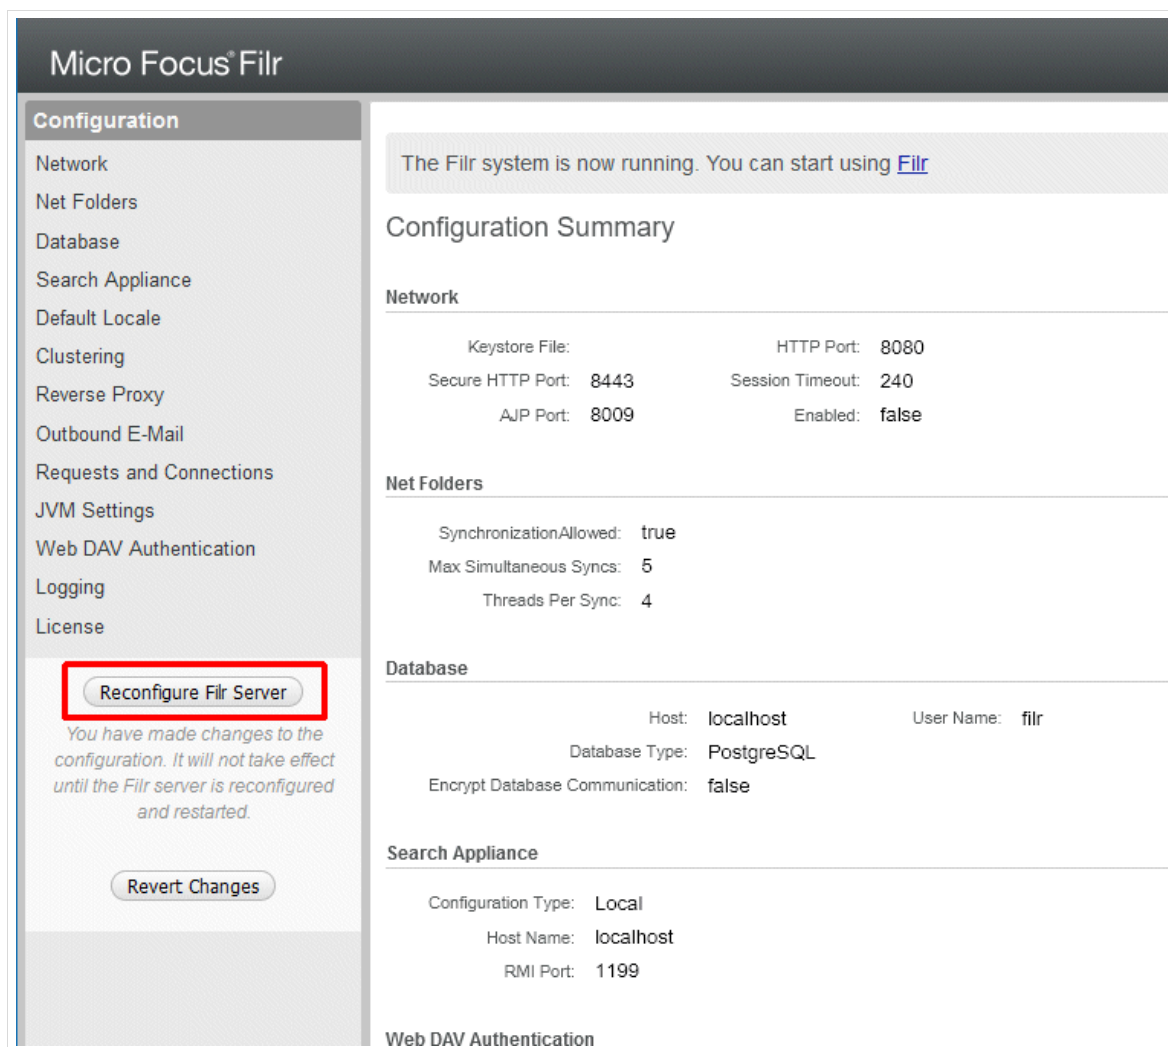 Micro Focus® Filr
Configuration
Network
Net Folders
Database
Search Appliance
Default Locale
Clustering
Reverse Proxy
Outbound E-Mail
Requests and Connections
JVM Settings
Web DAV Authentication
Logging
License
Reconfigure Filr Server
You have made changes to the
configuration. It will not take effect
until the Filr server is reconfigured
and restarted.
Revert Changes
The Filr system is now running. You can start using Filr
Configuration Summary
Network
Keystore File: HTTP Port: 8080
Secure HTTP Port: 8443 Session Timeout: 240
AJP Port: 8009 Enabled: false
Net Folders
SynchronizationAllowed: true
Max Simultaneous Syncs: 5
Threads Per Sync: 4
Database
Host: localhost User Name: filr
Database Type: PostgreSQL
Encrypt Database Communication: false
Search Appliance
Configuration Type: Local
Host Name: localhost
RMI Port: 1199
Web DAV Authentication